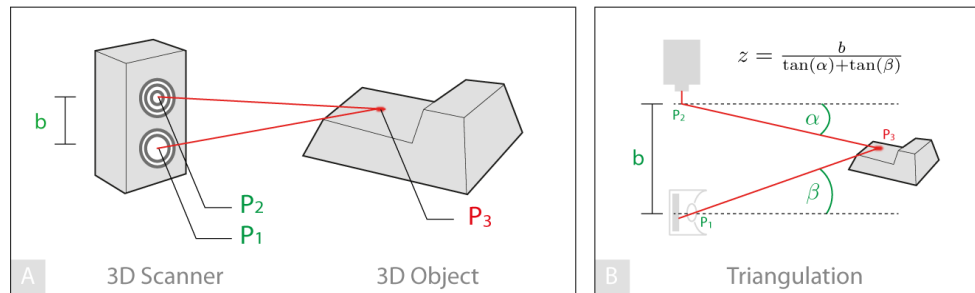 b
P2
P1
P3
A
3D Scanner
3D Object
z = b / tan(α)+tan(β)
P2
α
P3
b
β
P1
B
Triangulation